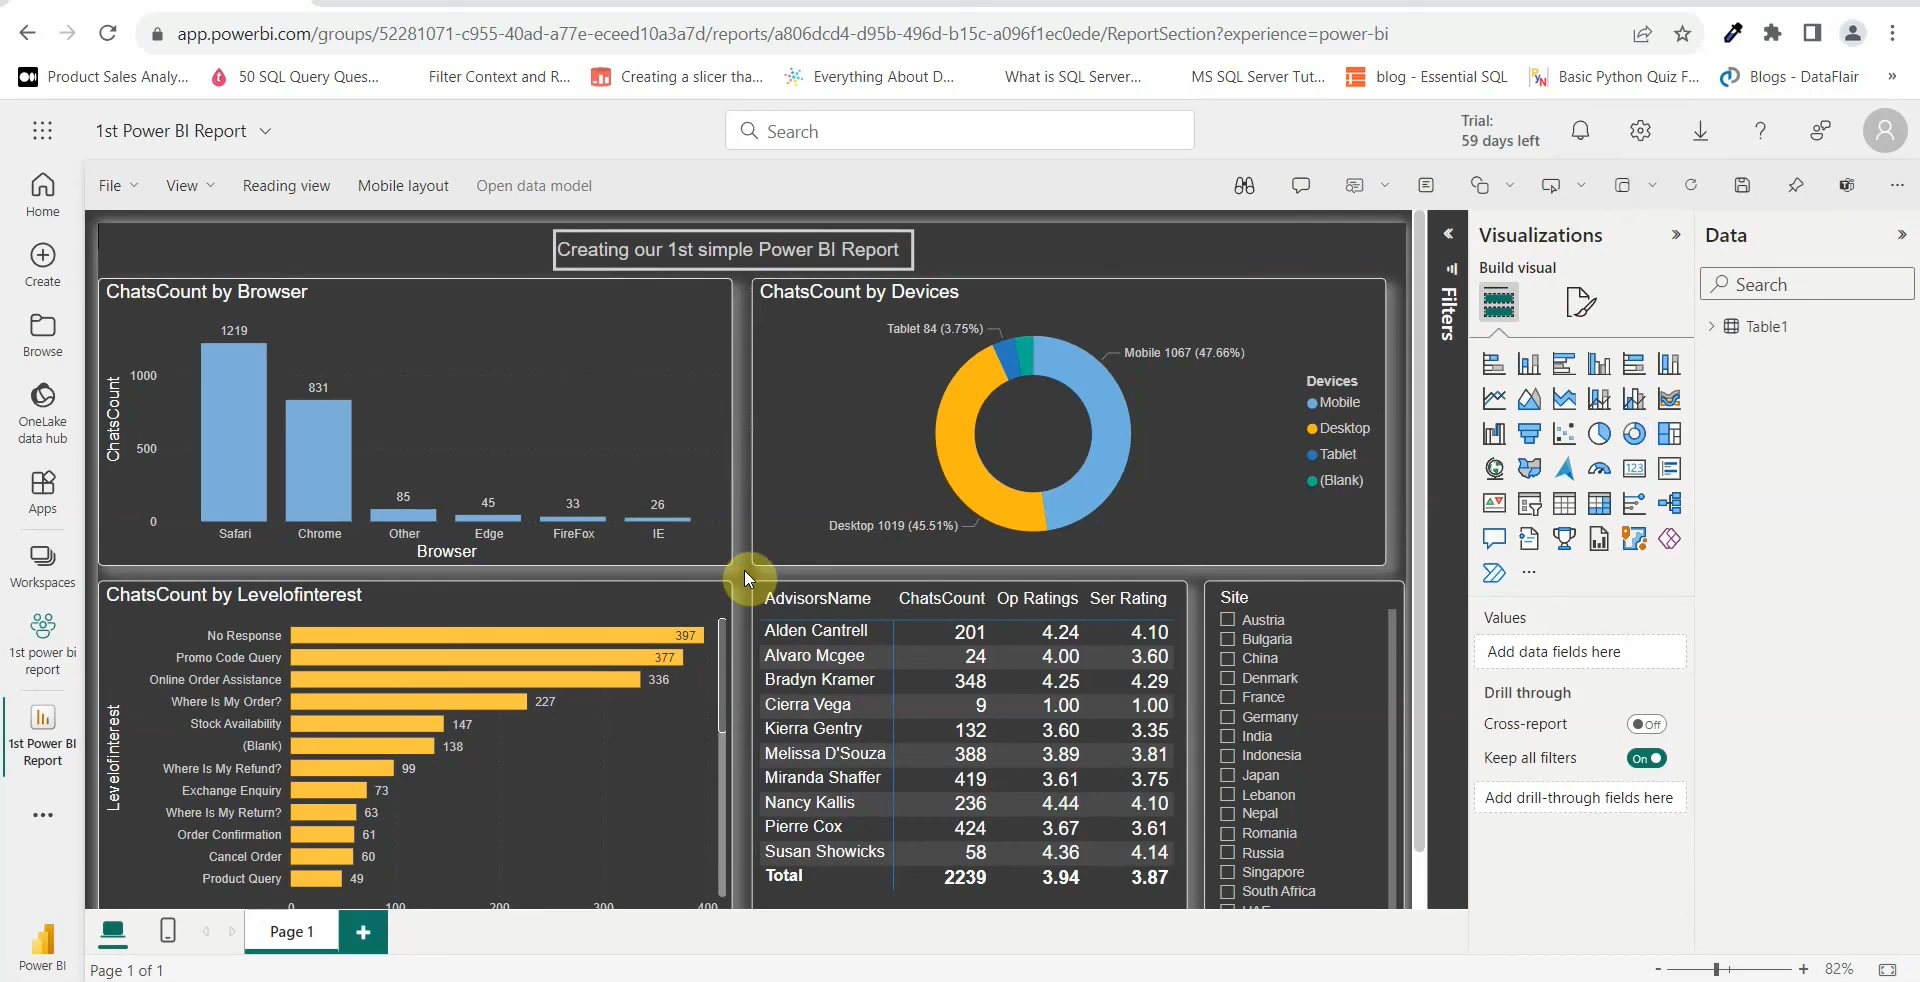 app.powerbi.com/groups/52281071-c955-40ad-a77e-eceed10a3a7d/reports/a806dcd4-d95b-496d-b15c-a096f1ec0ede/ReportSection?experience=power-bi
Product Sales Analy... 50 SQL Query Ques... Filter Context and R... Creating a slicer tha... Everything About D... What is SQL Server... MS SQL Server Tut... blog - Essential SQL Basic Python Quiz F... Blogs - DataFlair »
1st Power BI Report
Search
Trial:
59 days left
File View Reading view Mobile layout Open data model
Home
Create
Browse
OneLake
data hub
Apps
Workspaces
1st power bi
report
1st Power BI
Report
Power BI
Creating our 1st simple Power BI Report
ChatsCount by Browser
ChatsCount
1000
500
0
1219
831
85
45
33
26
Safari Chrome Other Edge FireFox IE
Browser
ChatsCount by Devices
Tablet 84 (3.75%)
Mobile 1067 (47.66%)
Desktop 1019 (45.51%)
Devices
Mobile
Desktop
Tablet
(Blank)
ChatsCount by Levelofinterest
Levelofinterest
No Response 397
Promo Code Query 377
Online Order Assistance 336
Where Is My Order? 227
Stock Availability 147
(Blank) 138
Where Is My Refund? 99
Exchange Enquiry 73
Where Is My Return? 63
Order Confirmation 61
Cancel Order 60
Product Query 49
0 100 200 300 400
AdvisorsName ChatsCount Op Ratings Ser Rating
Alden Cantrell 201 4.24 4.10
Alvaro Mcgee 24 4.00 3.60
Bradyn Kramer 348 4.25 4.29
Cierra Vega 9 1.00 1.00
Kierra Gentry 132 3.60 3.35
Melissa D'Souza 388 3.89 3.81
Miranda Shaffer 419 3.61 3.75
Nancy Kallis 236 4.44 4.10
Pierre Cox 424 3.67 3.61
Susan Showicks 58 4.36 4.14
Total 2239 3.94 3.87
Site
Austria
Bulgaria
China
Denmark
France
Germany
India
Indonesia
Japan
Lebanon
Nepal
Romania
Russia
Singapore
South Africa
UAE
Filters
Visualizations
Build visual
123
Values
Add data fields here
Drill through
Cross-report Off
Keep all filters On
Add drill-through fields here
Data
Search
Table1
Page 1
Page 1 of 1
- + 82%